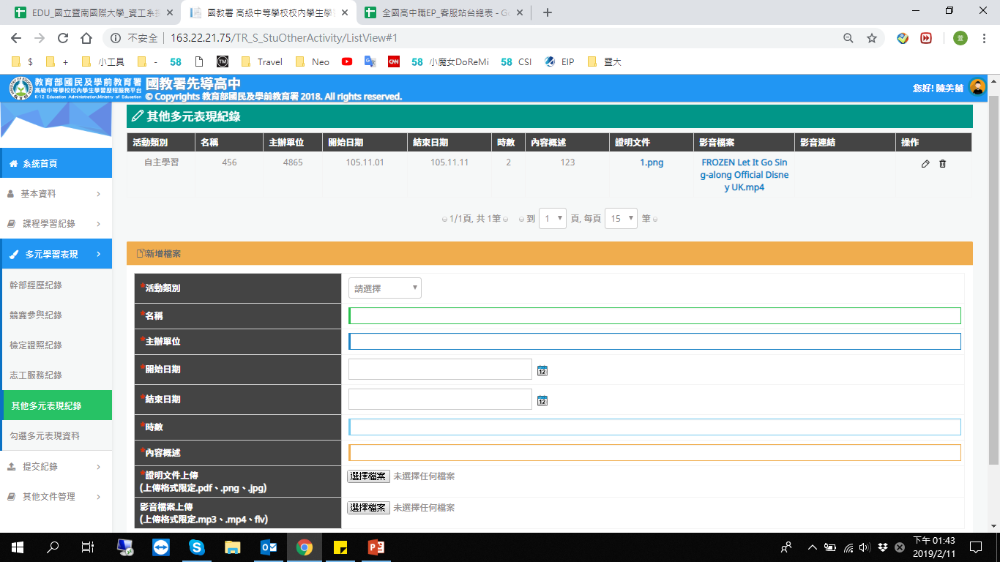 EDU_國立暨南國際大學_資工系
國教署 高級中等學校校內學生學
全國高中職EP_客服站台總表 - Go
不安全 | 163.22.21.75/TR_S_StuOtherActivity/ListView#1
萱
$ + 小工具 - 58 TM Travel Neo CNN 58 小魔女DoReMi 58 CSI EIP 暨大
教育部國民及學前教育署
高級中等學校校內學生學習歷程服務平台
K-12 Education Administration,Ministry of Education
國教署先導高中
© Copyrights 教育部國民及學前教育署 2018. All rights reserved.
您好! 陳美蘭
系統首頁
基本資料
課程學習紀錄
多元學習表現
幹部經歷紀錄
競賽參與紀錄
檢定證照紀錄
志工服務紀錄
其他多元表現紀錄
勾選多元表現資料
提交紀錄
其他文件管理
其他多元表現紀錄
活動類別 名稱 主辦單位 開始日期 結束日期 時數 內容概述 證明文件 影音檔案 影音連結 操作
自主學習 456 4865 105.11.01 105.11.11 2 123 1.png FROZEN Let It Go Sin
g-along Official Disne
y UK.mp4
1/1頁, 共 1筆 到 1 頁, 每頁 15 筆
新增檔案
*活動類別 請選擇
*名稱
*主辦單位
*開始日期 12
*結束日期 12
*時數
*內容概述
*證明文件上傳
(上傳格式限定.pdf、.png、.jpg)
選擇檔案 未選擇任何檔案
影音檔案上傳
(上傳格式限定.mp3、.mp4、flv)
選擇檔案 未選擇任何檔案
下午 01:43
2019/2/11